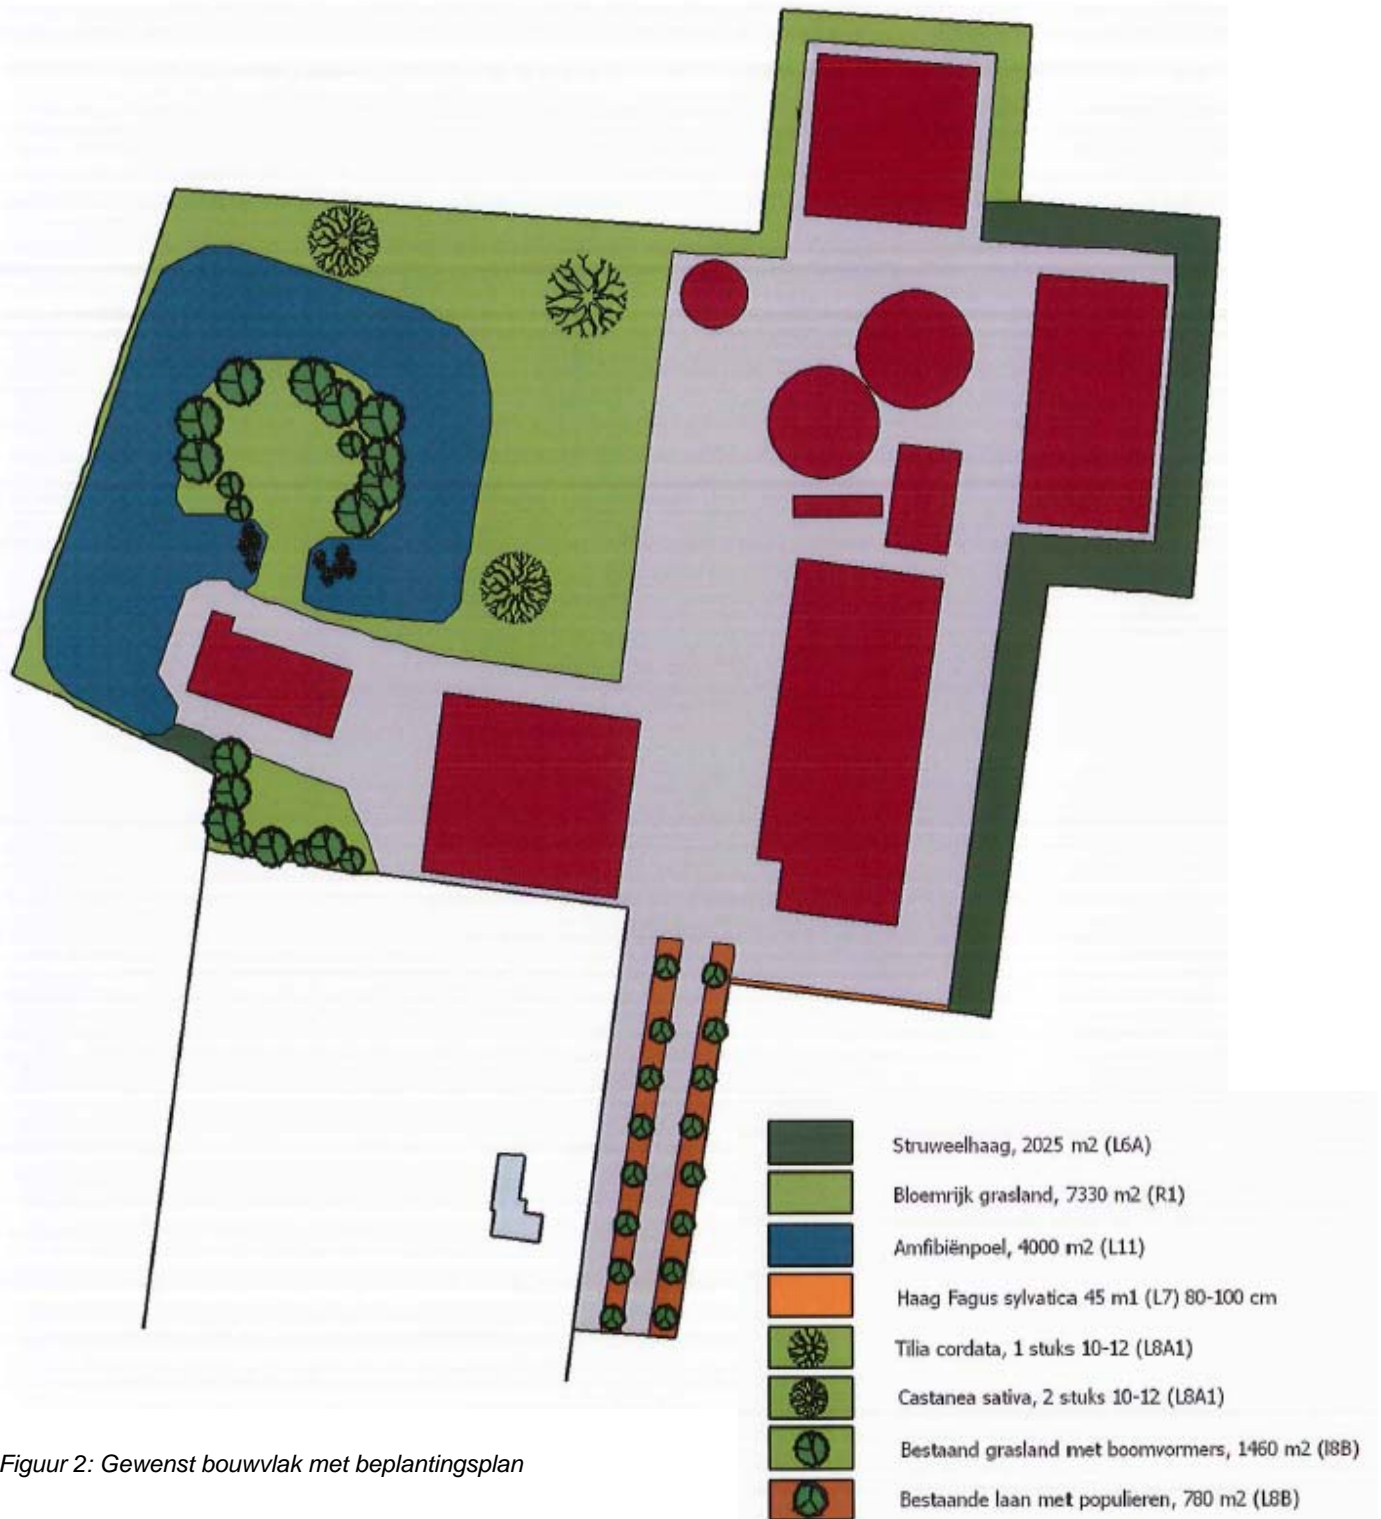 Struweelhaag, 2025 m2 (L6A)
Bloemrijk grasland, 7330 m2 (R1)
Amfibiënpoel, 4000 m2 (L11)
Haag Fagus sylvatica 45 m1 (L7) 80-100 cm
Tilia cordata, 1 stuks 10-12 (L8A1)
Castanea sativa, 2 stuks 10-12 (L8A1)
Bestaand grasland met boomvormers, 1460 m2 (l8B)
Bestaande laan met populieren, 780 m2 (L8B)
Figuur 2: Gewenst bouwvlak met beplantingsplan